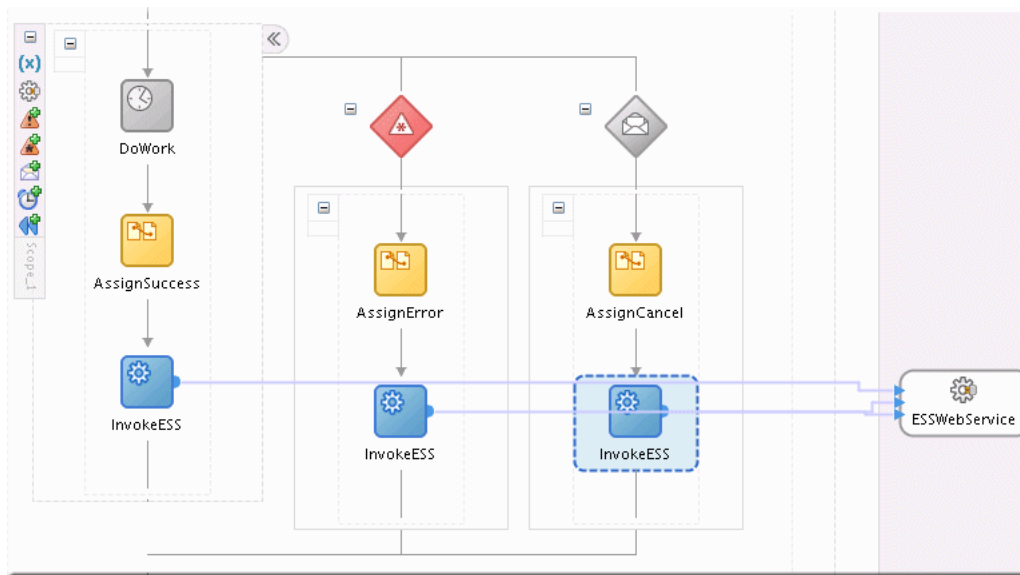 (x)
DoWork
AssignSuccess
AssignError
AssignCancel
Scope_1
InvokeESS
InvokeESS
InvokeESS
ESSWebService